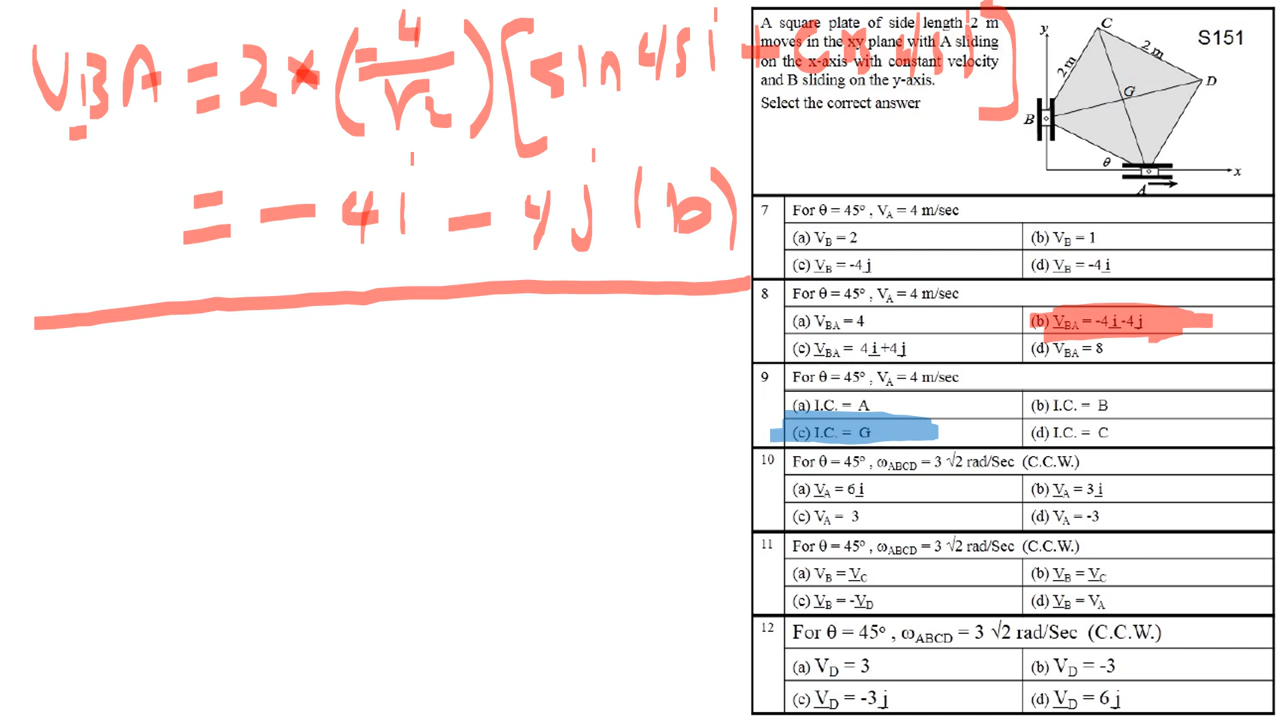 VBA = 2 * (-4/√2) [sin 45 i + cos 45 j]
= -4i - 4j (b)
A square plate of side length 2 m
moves in the xy plane with A sliding
on the x-axis with constant velocity
and B sliding on the y-axis.
Select the correct answer
S151
y
C
2 m
2 m
D
G
B
θ
A
x
7 For θ = 45° , VA = 4 m/sec
(a) VB = 2 (b) VB = 1
(c) VB = -4 j (d) VB = -4 i
8 For θ = 45° , VA = 4 m/sec
(a) VBA = 4 (b) VBA = -4 i -4 j
(c) VBA = 4 i +4 j (d) VBA = 8
9 For θ = 45° , VA = 4 m/sec
(a) I.C. = A (b) I.C. = B
(c) I.C. = G (d) I.C. = C
10 For θ = 45° , ωABCD = 3 √2 rad/Sec (C.C.W.)
(a) VA = 6 i (b) VA = 3 i
(c) VA = 3 (d) VA = -3
11 For θ = 45° , ωABCD = 3 √2 rad/Sec (C.C.W.)
(a) VB = VC (b) VB = VC
(c) VB = -VD (d) VB = VA
12 For θ = 45° , ωABCD = 3 √2 rad/Sec (C.C.W.)
(a) VD = 3 (b) VD = -3
(c) VD = -3 j (d) VD = 6 j